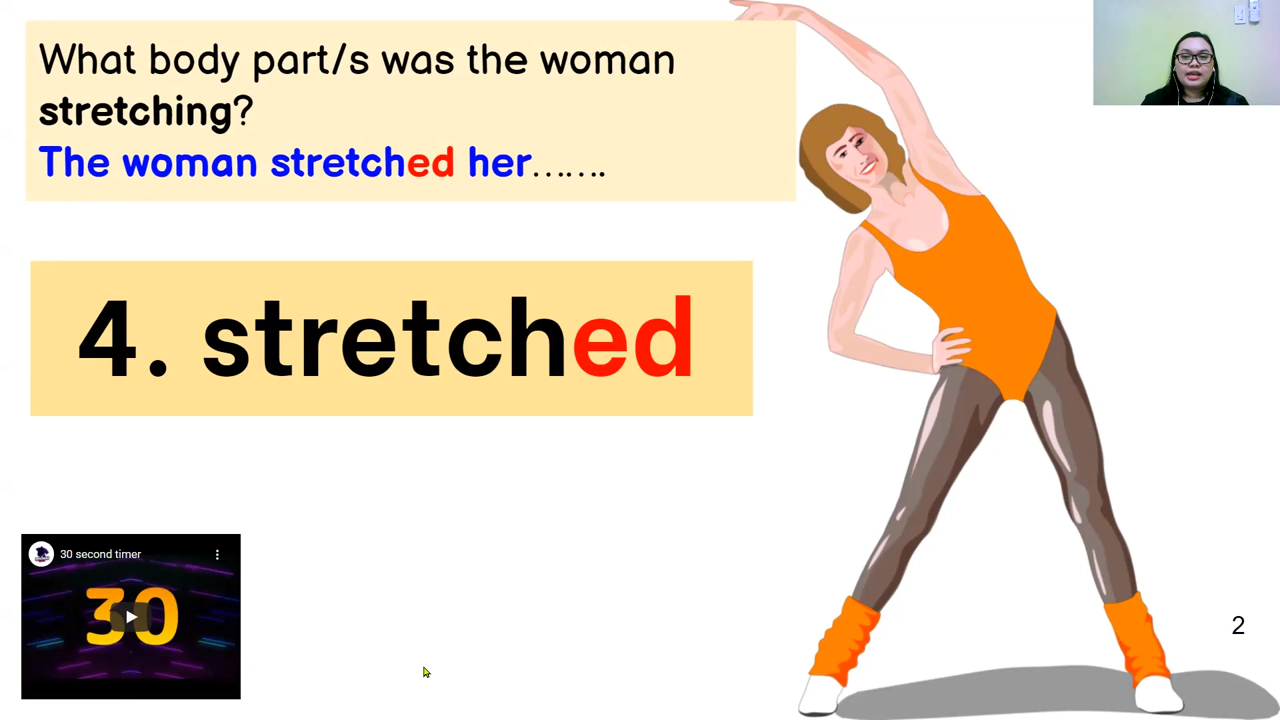 What body part/s was the woman
stretching?
The woman stretched her.......
4. stretched
30 second timer
30
2